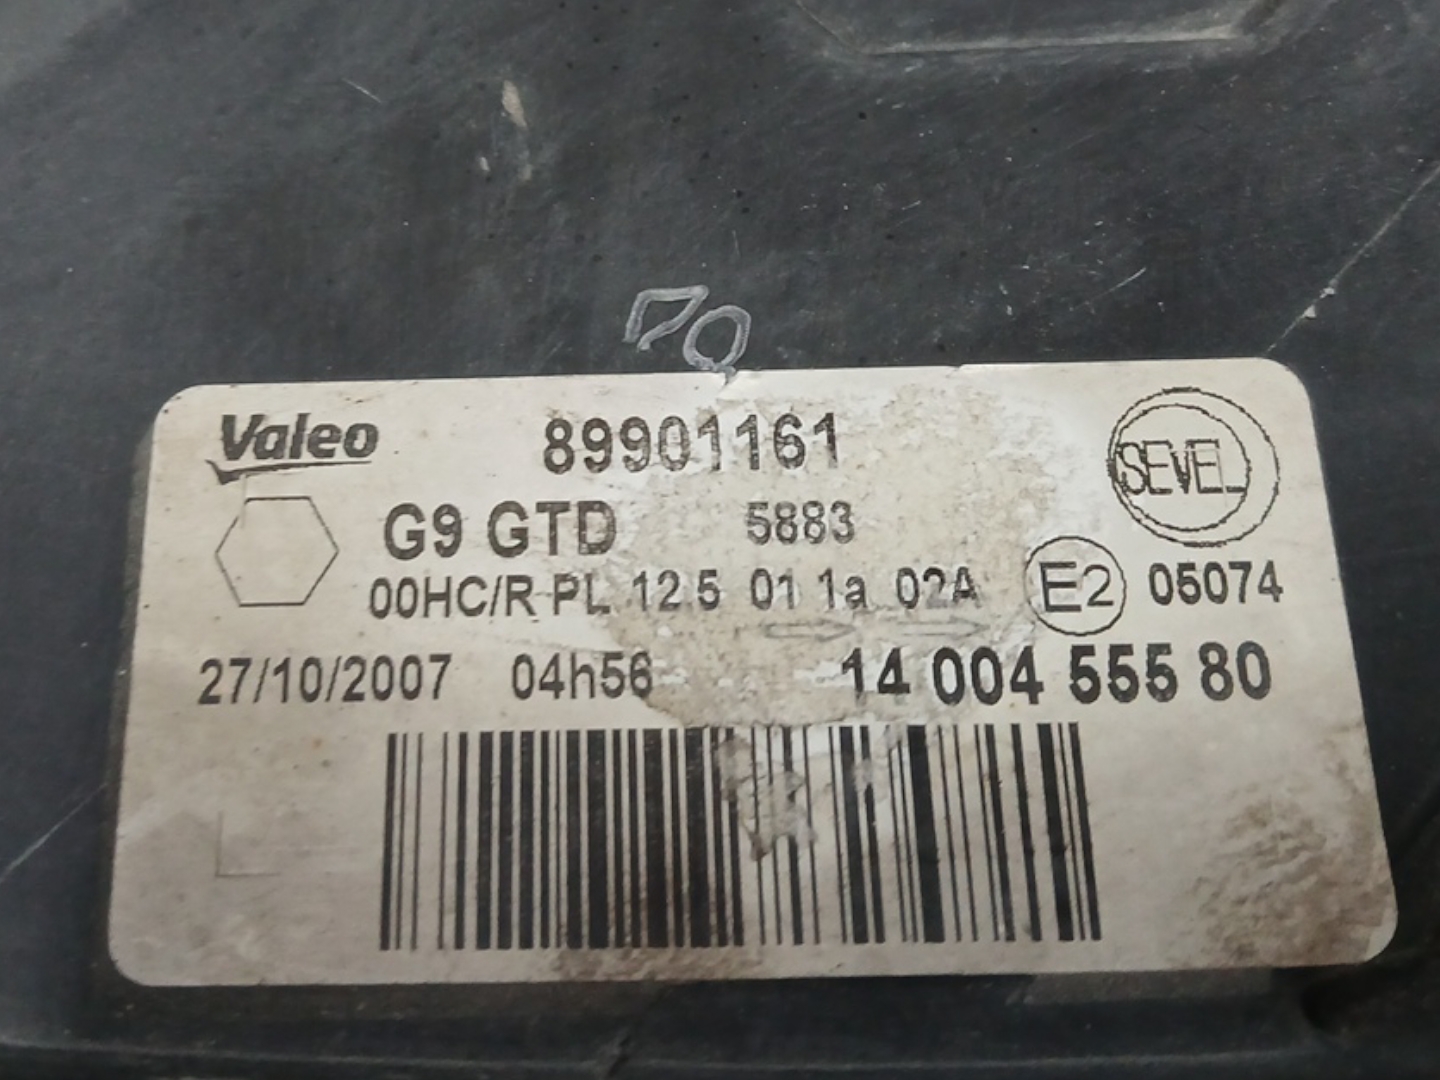 ПО
Valeo 89901161 SEVEL
G9 GTD 5883
00HC/R PL 12.5 01 1a 02A E2 05074
27/10/2007 04h56 14 004 555 80